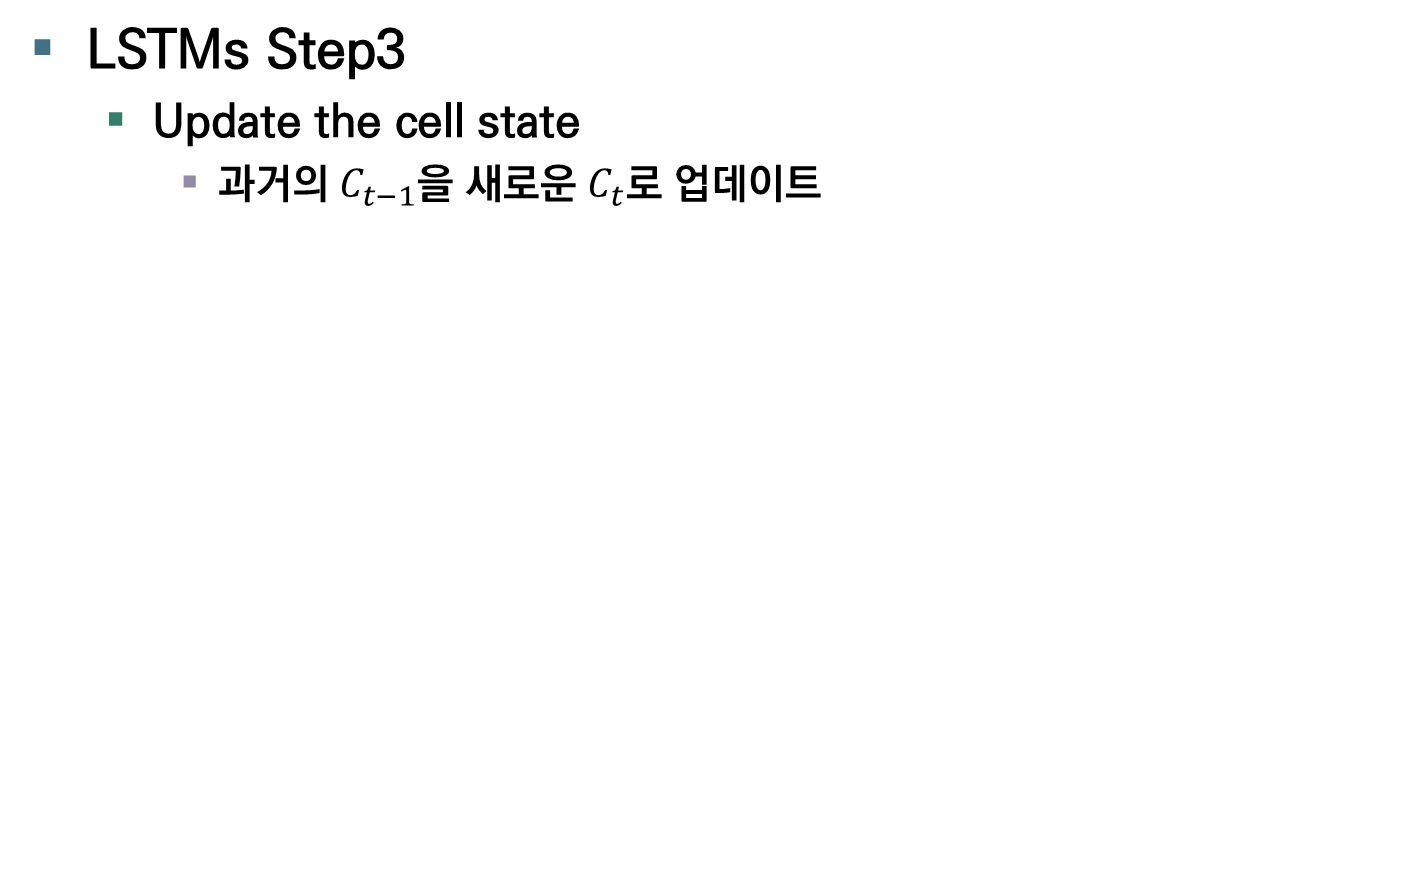 LSTMs Step3
Update the cell state
과거의 C_{t-1}을 새로운 C_t로 업데이트